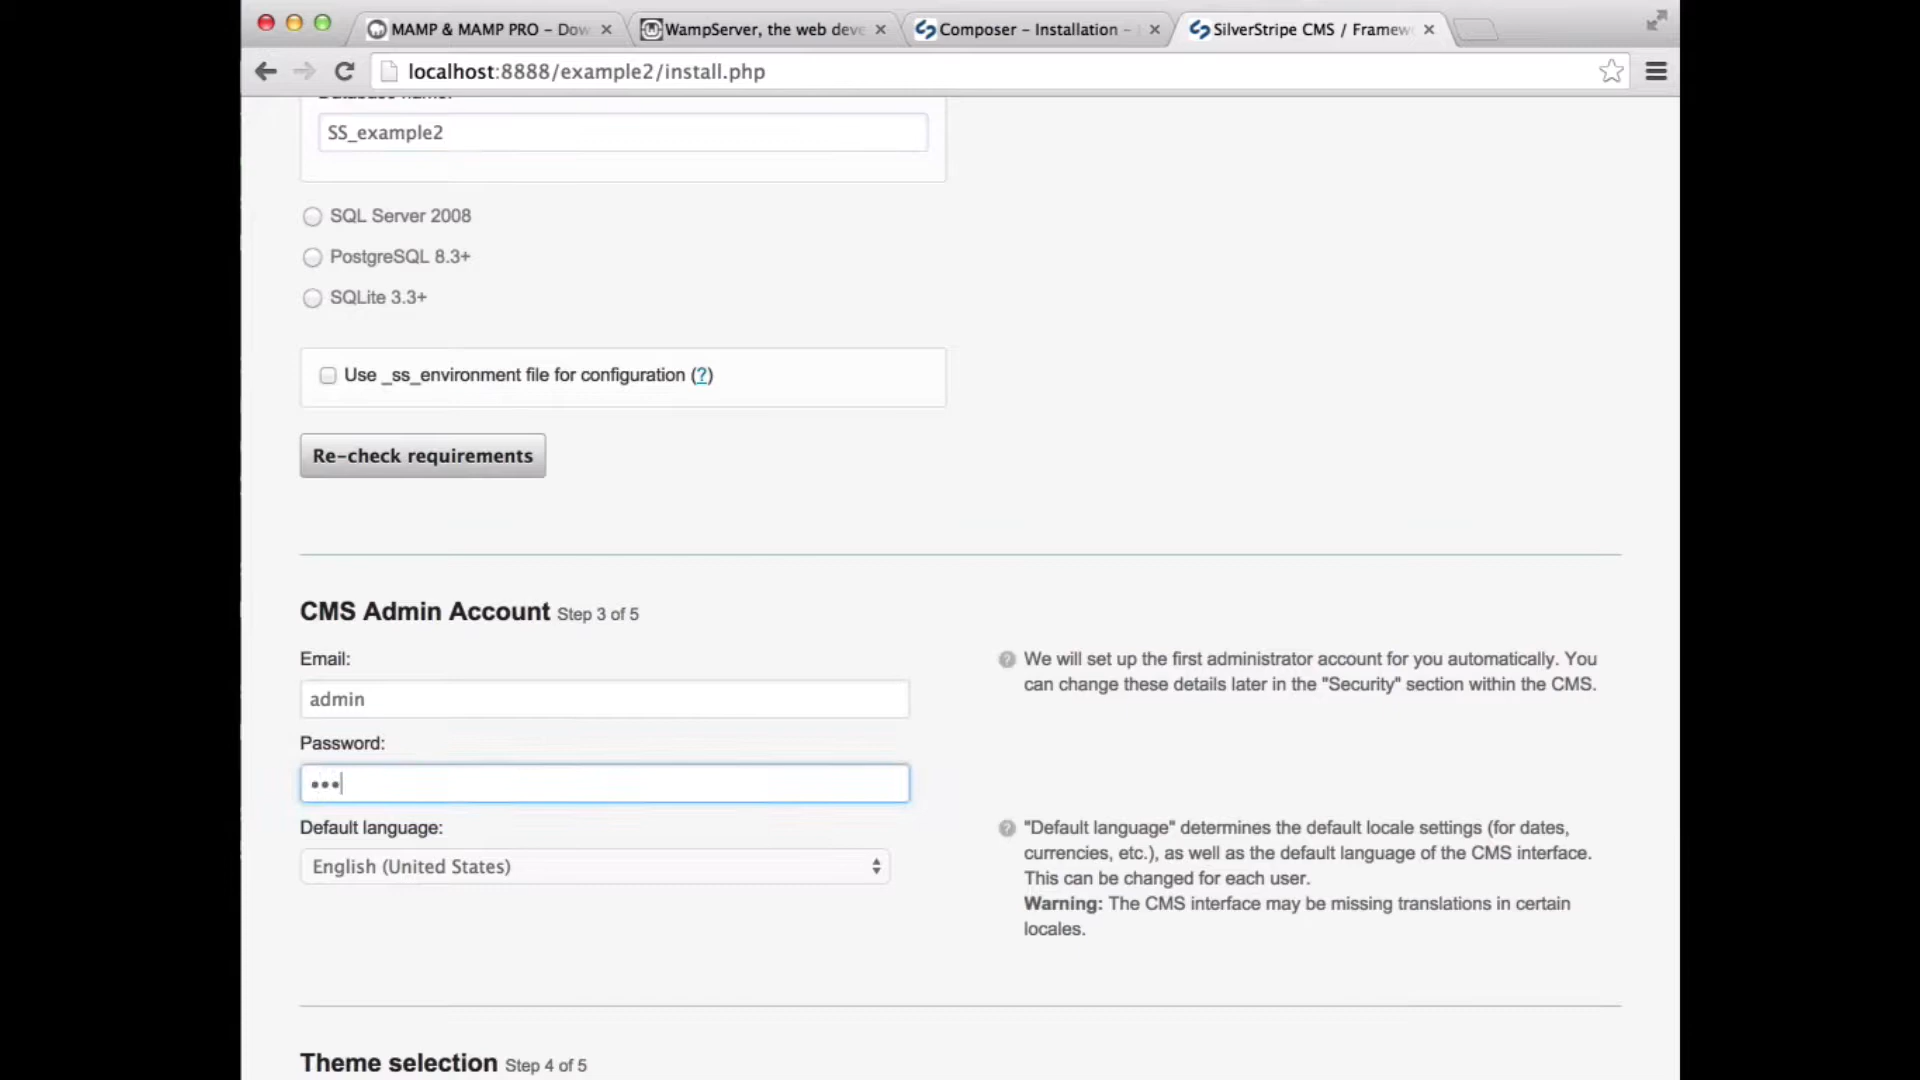 MAMP & MAMP PRO – Dow
WampServer, the web deve
Composer – Installation –
SilverStripe CMS / Framew
localhost:8888/example2/install.php
Database name:
SS_example2
SQL Server 2008
PostgreSQL 8.3+
SQLite 3.3+
Use _ss_environment file for configuration (?)
Re-check requirements
CMS Admin Account Step 3 of 5
Email:
admin
We will set up the first administrator account for you automatically. You
can change these details later in the "Security" section within the CMS.
Password:
•••
Default language:
English (United States)
"Default language" determines the default locale settings (for dates,
currencies, etc.), as well as the default language of the CMS interface.
This can be changed for each user.
Warning: The CMS interface may be missing translations in certain
locales.
Theme selection Step 4 of 5